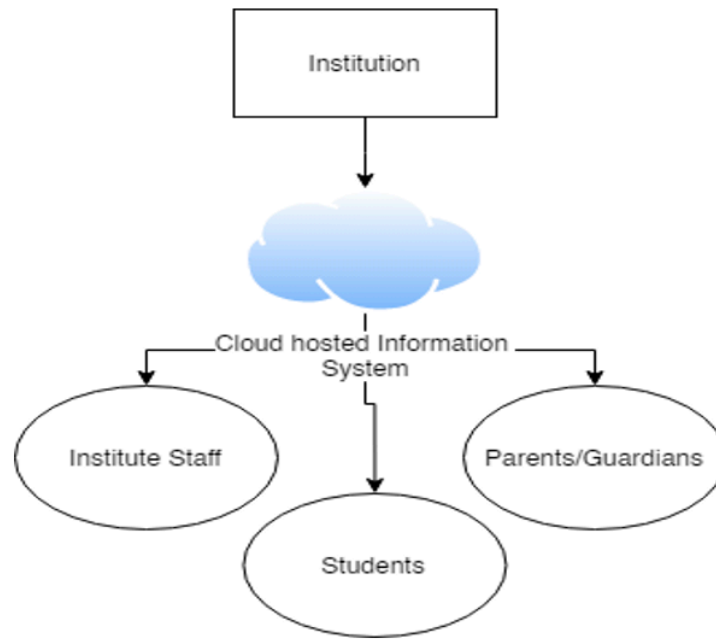 Institution
Cloud hosted Information
System
Institute Staff
Parents/Guardians
Students